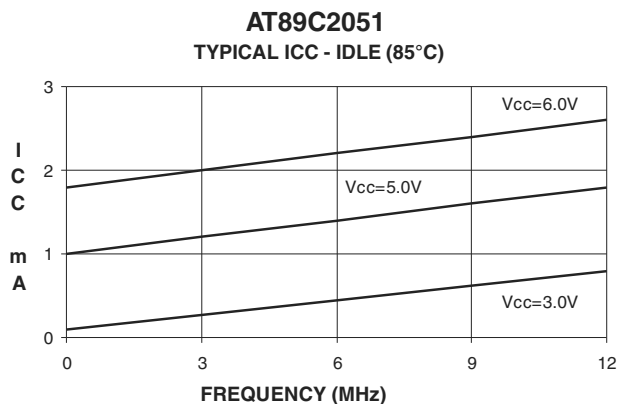 AT89C2051
TYPICAL ICC - IDLE (85°C)
3
Vcc=6.0V
I
C
C
2
Vcc=5.0V
1
m
A
Vcc=3.0V
0
0 3 6 9 12
FREQUENCY (MHz)